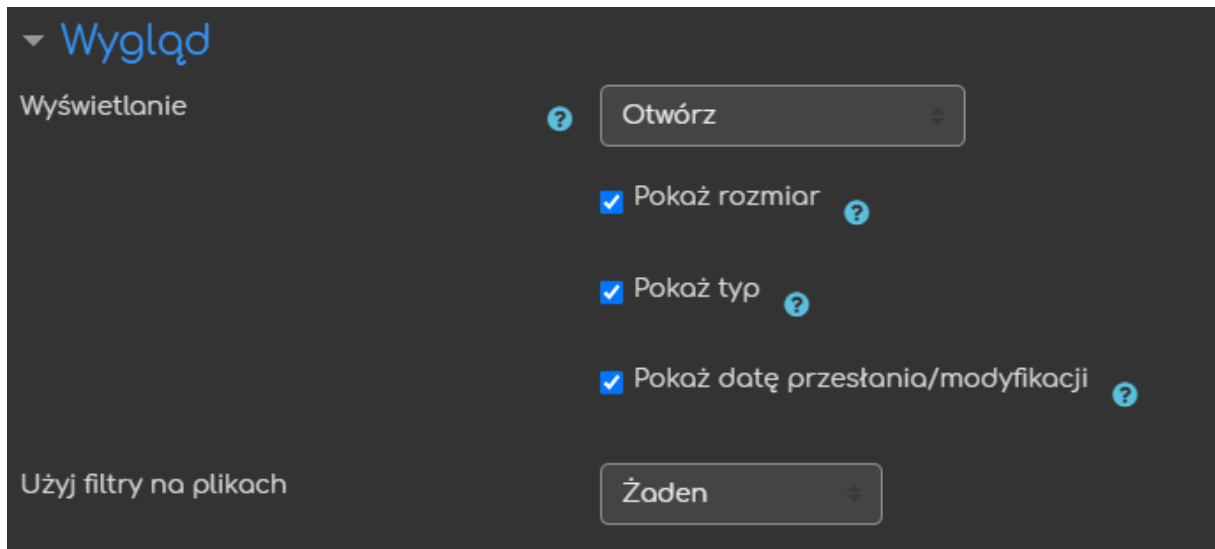 Wygląd
Wyświetlanie
Otwórz
Pokaż rozmiar
Pokaż typ
Pokaż datę przesłania/modyfikacji
Użyj filtry na plikach
Żaden